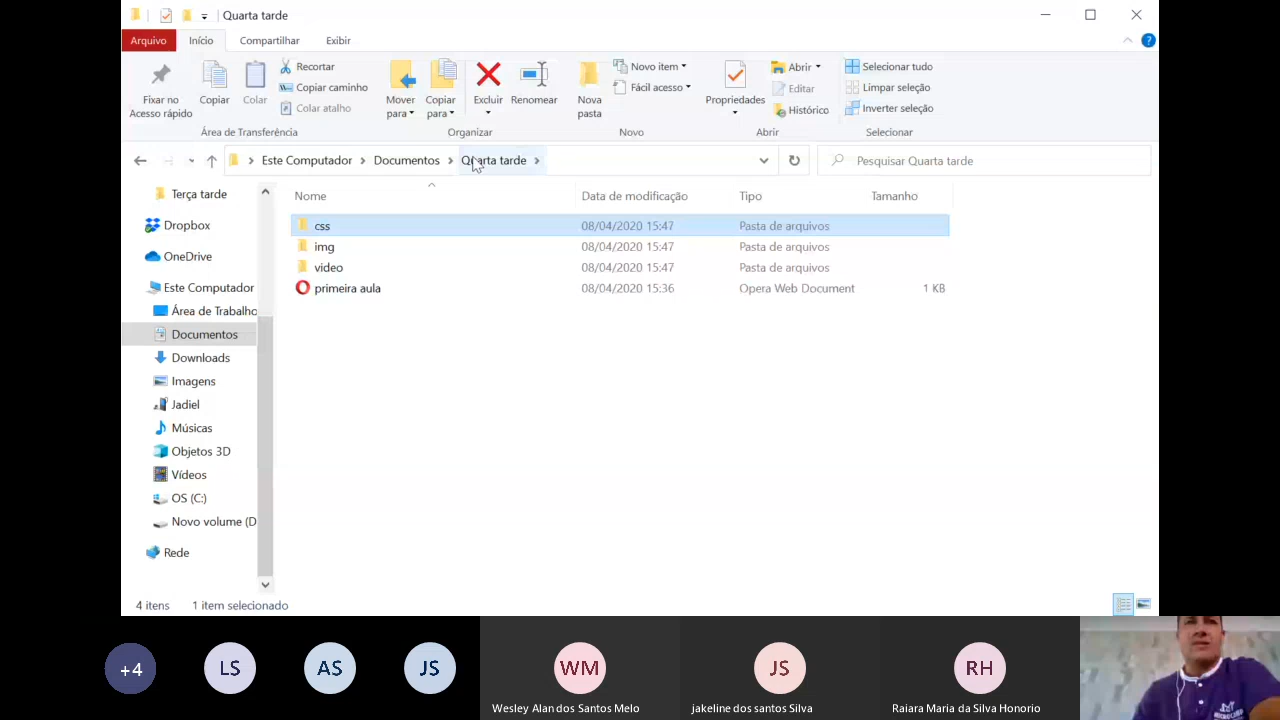 Quarta tarde
Arquivo Início Compartilhar Exibir
Fixar no Acesso rápido
Copiar
Colar
Recortar
Copiar caminho
Colar atalho
Mover para
Copiar para
Excluir
Renomear
Nova pasta
Novo item
Fácil acesso
Propriedades
Abrir
Editar
Histórico
Selecionar tudo
Limpar seleção
Inverter seleção
Área de Transferência Organizar Novo Abrir Selecionar
Este Computador Documentos Quarta tarde
Pesquisar Quarta tarde
Nome Data de modificação Tipo Tamanho
css 08/04/2020 15:47 Pasta de arquivos
img 08/04/2020 15:47 Pasta de arquivos
video 08/04/2020 15:47 Pasta de arquivos
primeira aula 08/04/2020 15:36 Opera Web Document 1 KB
Terça tarde
Dropbox
OneDrive
Este Computador
Área de Trabalho
Documentos
Downloads
Imagens
Jadiel
Músicas
Objetos 3D
Vídeos
OS (C:)
Novo volume (D
Rede
4 itens 1 item selecionado
+4 LS AS JS WM JS RH
Wesley Alan dos Santos Melo
jakeline dos santos Silva
Raiara Maria da Silva Honorio